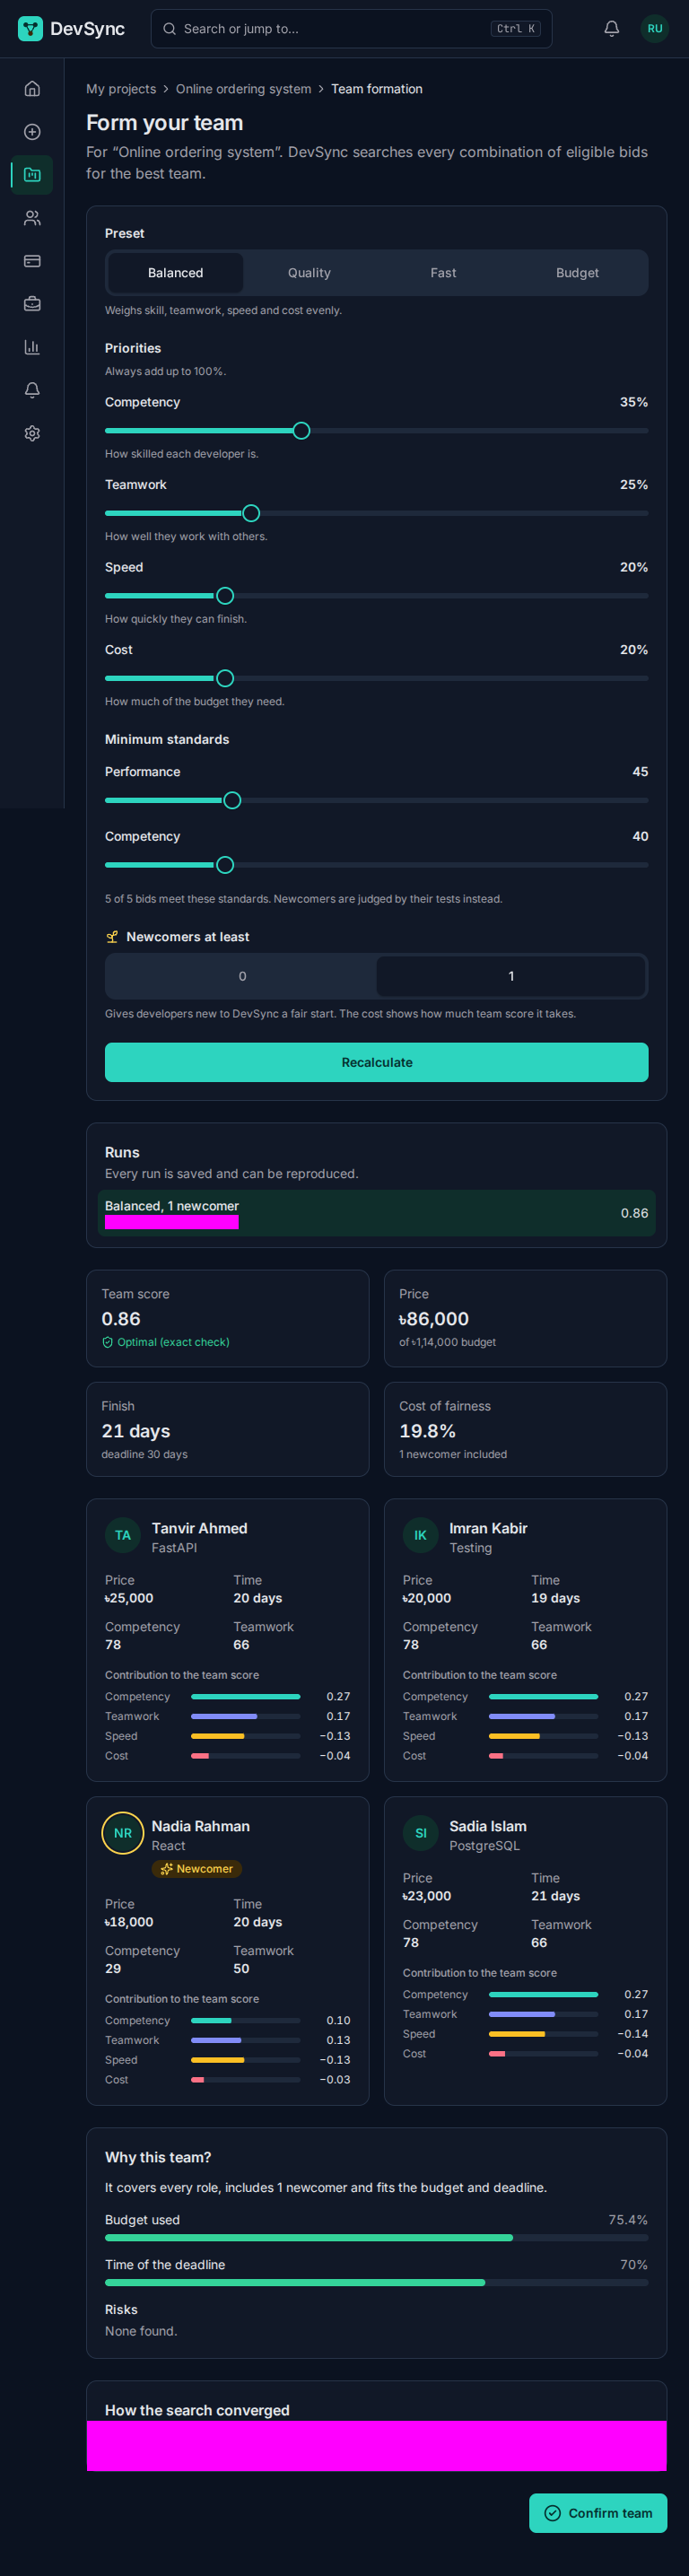 DevSync
Search or jump to...
Ctrl K
RU
My projects > Online ordering system > Team formation
Form your team
For “Online ordering system”. DevSync searches every combination of eligible bids
for the best team.
Preset
Balanced Quality Fast Budget
Weighs skill, teamwork, speed and cost evenly.
Priorities
Always add up to 100%.
Competency 35%
How skilled each developer is.
Teamwork 25%
How well they work with others.
Speed 20%
How quickly they can finish.
Cost 20%
How much of the budget they need.
Minimum standards
Performance 45
Competency 40
5 of 5 bids meet these standards. Newcomers are judged by their tests instead.
Newcomers at least
0 1
Gives developers new to DevSync a fair start. The cost shows how much team score it takes.
Recalculate
Runs
Every run is saved and can be reproduced.
Balanced, 1 newcomer 0.86
Team score
0.86
Optimal (exact check)
Price
৳86,000
of ৳1,14,000 budget
Finish
21 days
deadline 30 days
Cost of fairness
19.8%
1 newcomer included
TA
Tanvir Ahmed
FastAPI
Price Time
৳25,000 20 days
Competency Teamwork
78 66
Contribution to the team score
Competency 0.27
Teamwork 0.17
Speed −0.13
Cost −0.04
IK
Imran Kabir
Testing
Price Time
৳20,000 19 days
Competency Teamwork
78 66
Contribution to the team score
Competency 0.27
Teamwork 0.17
Speed −0.13
Cost −0.04
NR
Nadia Rahman
React
Newcomer
Price Time
৳18,000 20 days
Competency Teamwork
29 50
Contribution to the team score
Competency 0.10
Teamwork 0.13
Speed −0.13
Cost −0.03
SI
Sadia Islam
PostgreSQL
Price Time
৳23,000 21 days
Competency Teamwork
78 66
Contribution to the team score
Competency 0.27
Teamwork 0.17
Speed −0.14
Cost −0.04
Why this team?
It covers every role, includes 1 newcomer and fits the budget and deadline.
Budget used 75.4%
Time of the deadline 70%
Risks
None found.
How the search converged
Confirm team